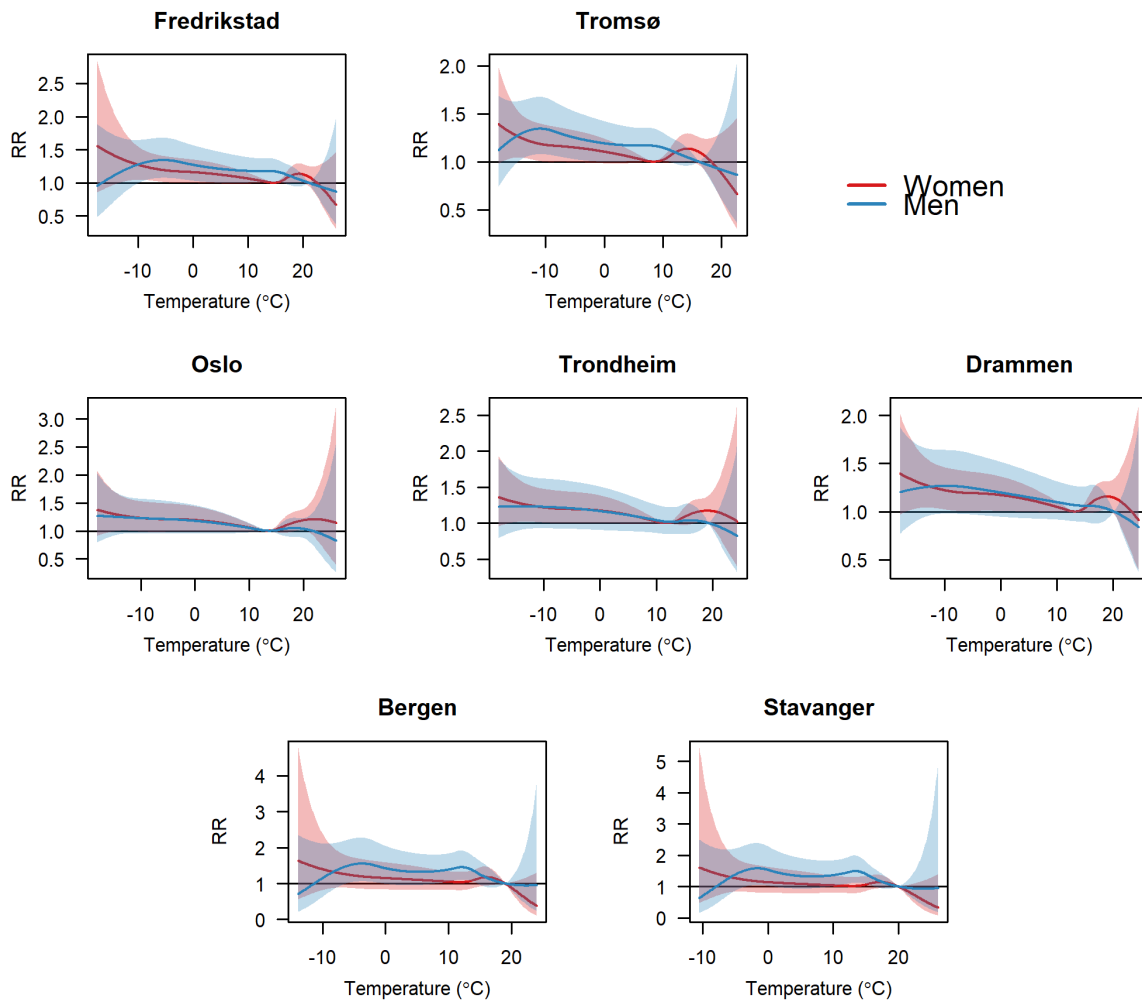 Fredrikstad
Tromsø
RR
2.5
2.0
1.5
1.0
0.5
-10 0 10 20
Temperature (°C)
RR
2.0
1.5
1.0
0.5
-10 0 10 20
Temperature (°C)
Women
Men
Oslo
Trondheim
Drammen
RR
3.0
2.5
2.0
1.5
1.0
0.5
-10 0 10 20
Temperature (°C)
RR
2.5
2.0
1.5
1.0
0.5
-10 0 10 20
Temperature (°C)
RR
2.0
1.5
1.0
0.5
-10 0 10 20
Temperature (°C)
Bergen
Stavanger
RR
4
3
2
1
0
-10 0 10 20
Temperature (°C)
RR
5
4
3
2
1
0
-10 0 10 20
Temperature (°C)